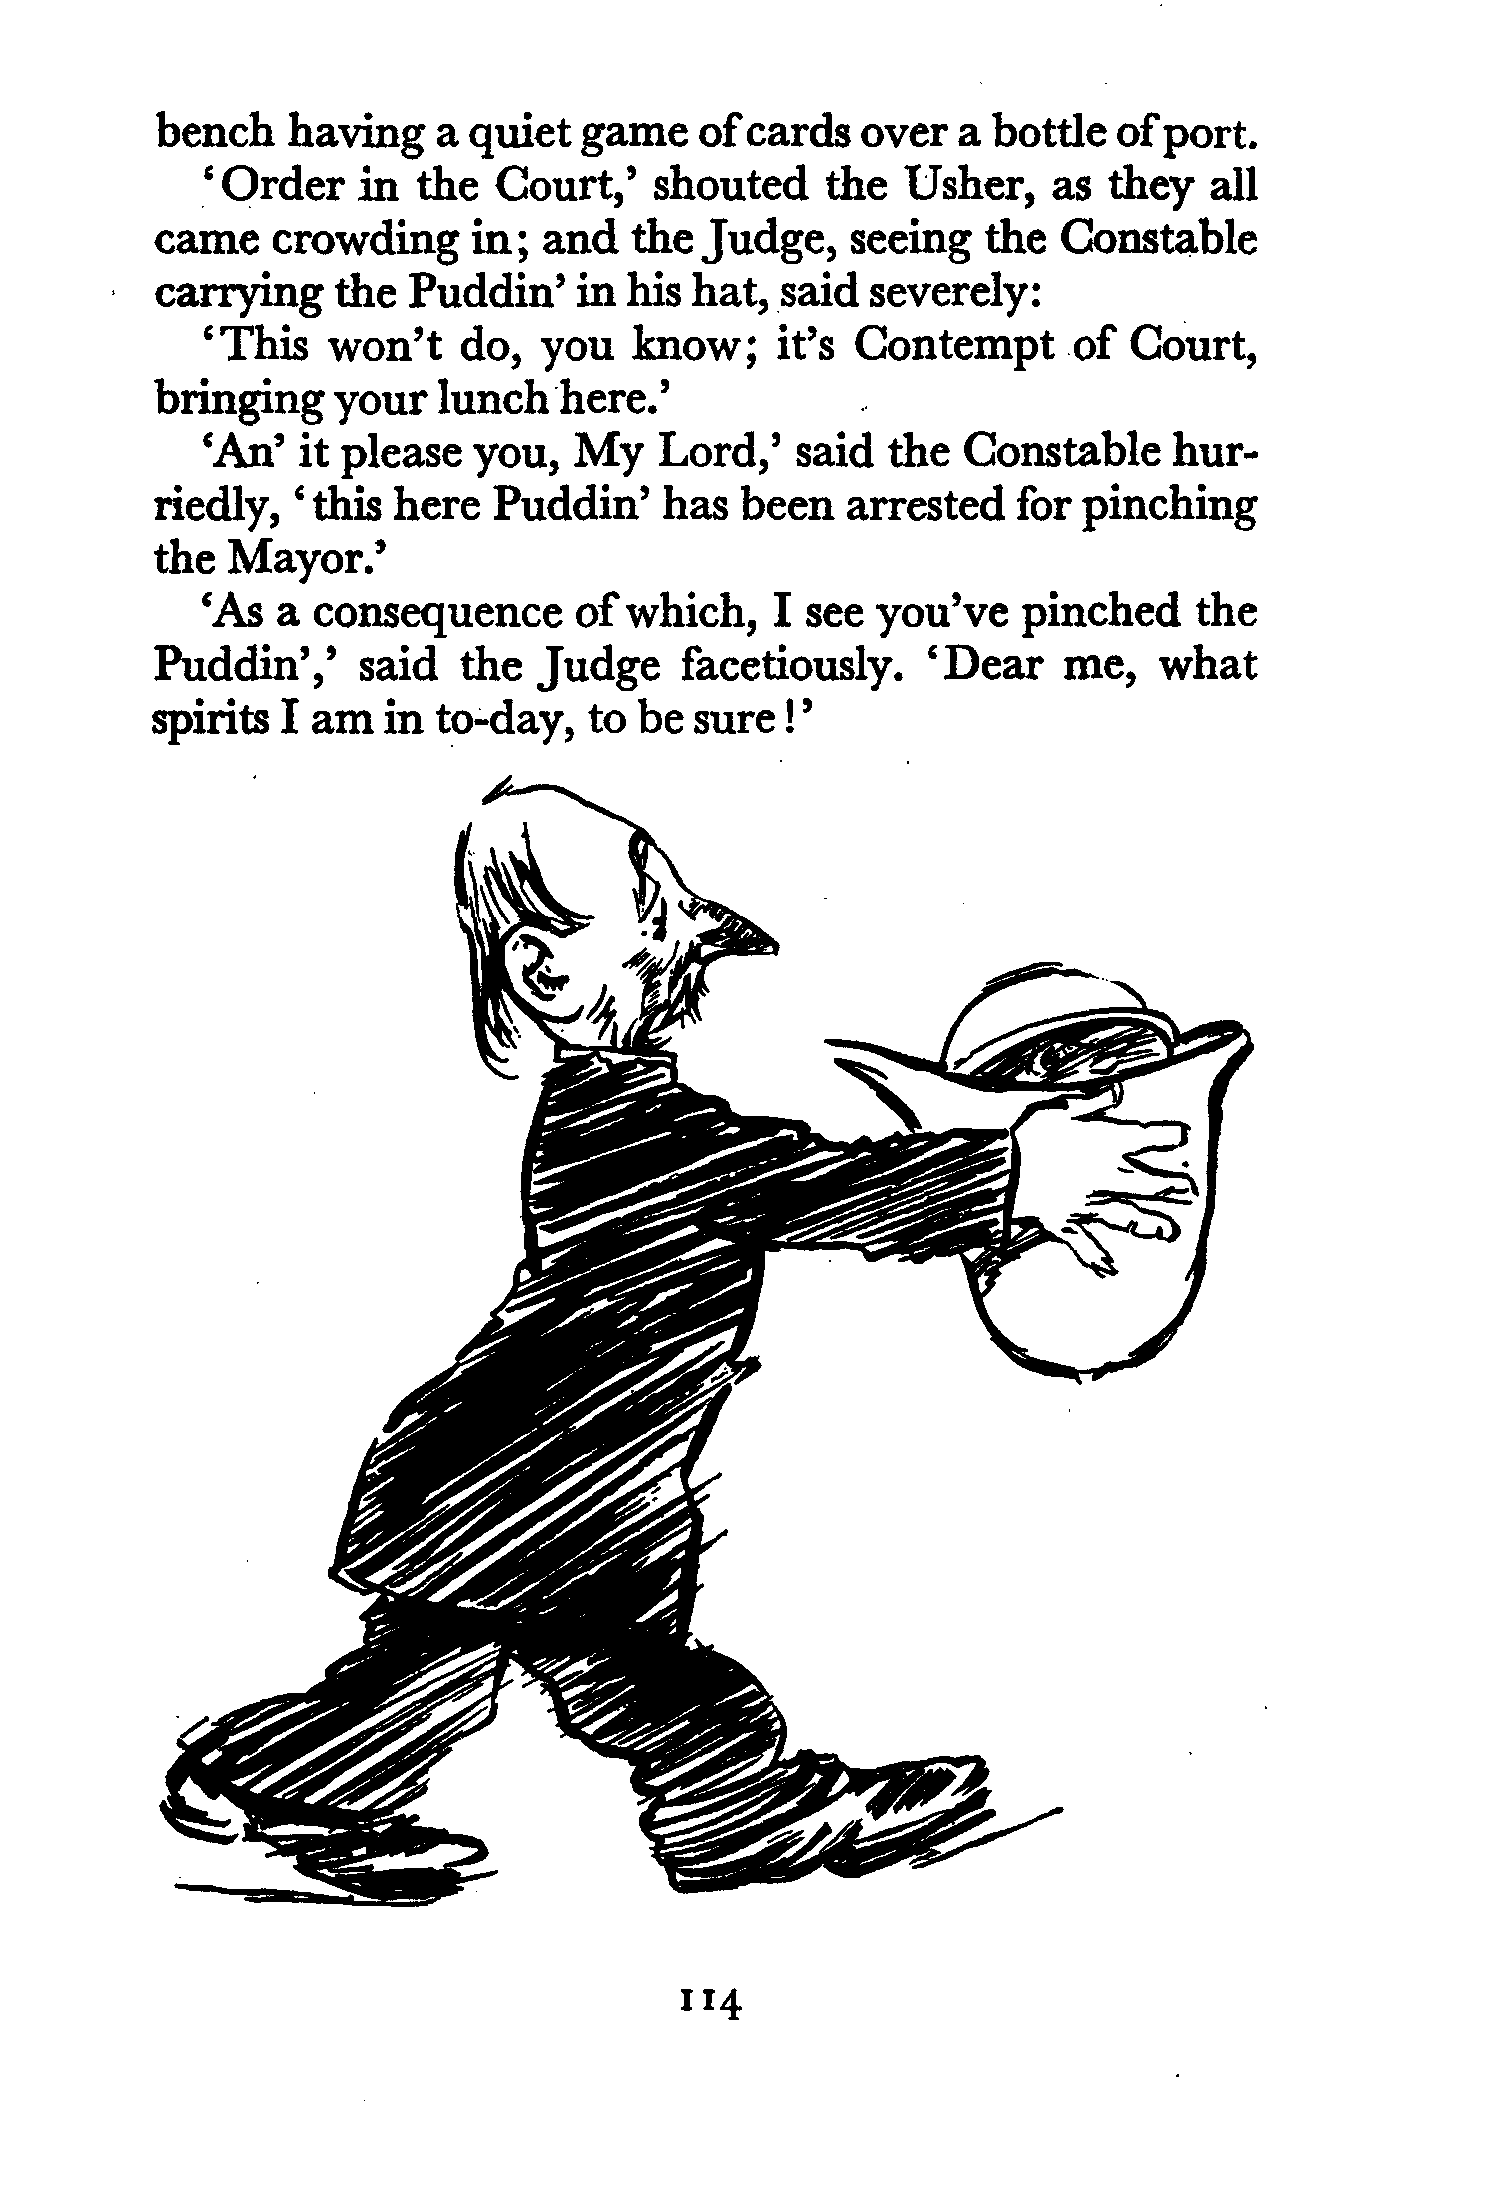 bench having a quiet game of cards over a bottle of port.
‘Order in the Court,’ shouted the Usher, as they all
came crowding in; and the Judge, seeing the Constable
carrying the Puddin’ in his hat, said severely:
‘This won’t do, you know; it’s Contempt of Court,
bringing your lunch here.’
‘An’ it please you, My Lord,’ said the Constable hur-
riedly, ‘this here Puddin’ has been arrested for pinching
the Mayor.’
‘As a consequence of which, I see you’ve pinched the
Puddin’,’ said the Judge facetiously. ‘Dear me, what
spirits I am in to-day, to be sure!’
114